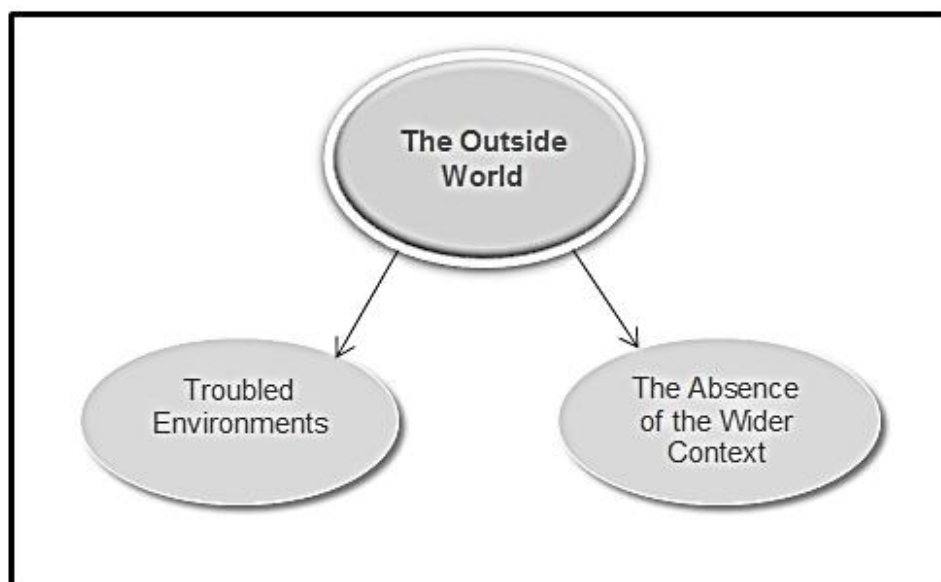 The Outside
World
Troubled
Environments
The Absence
of the Wider
Context